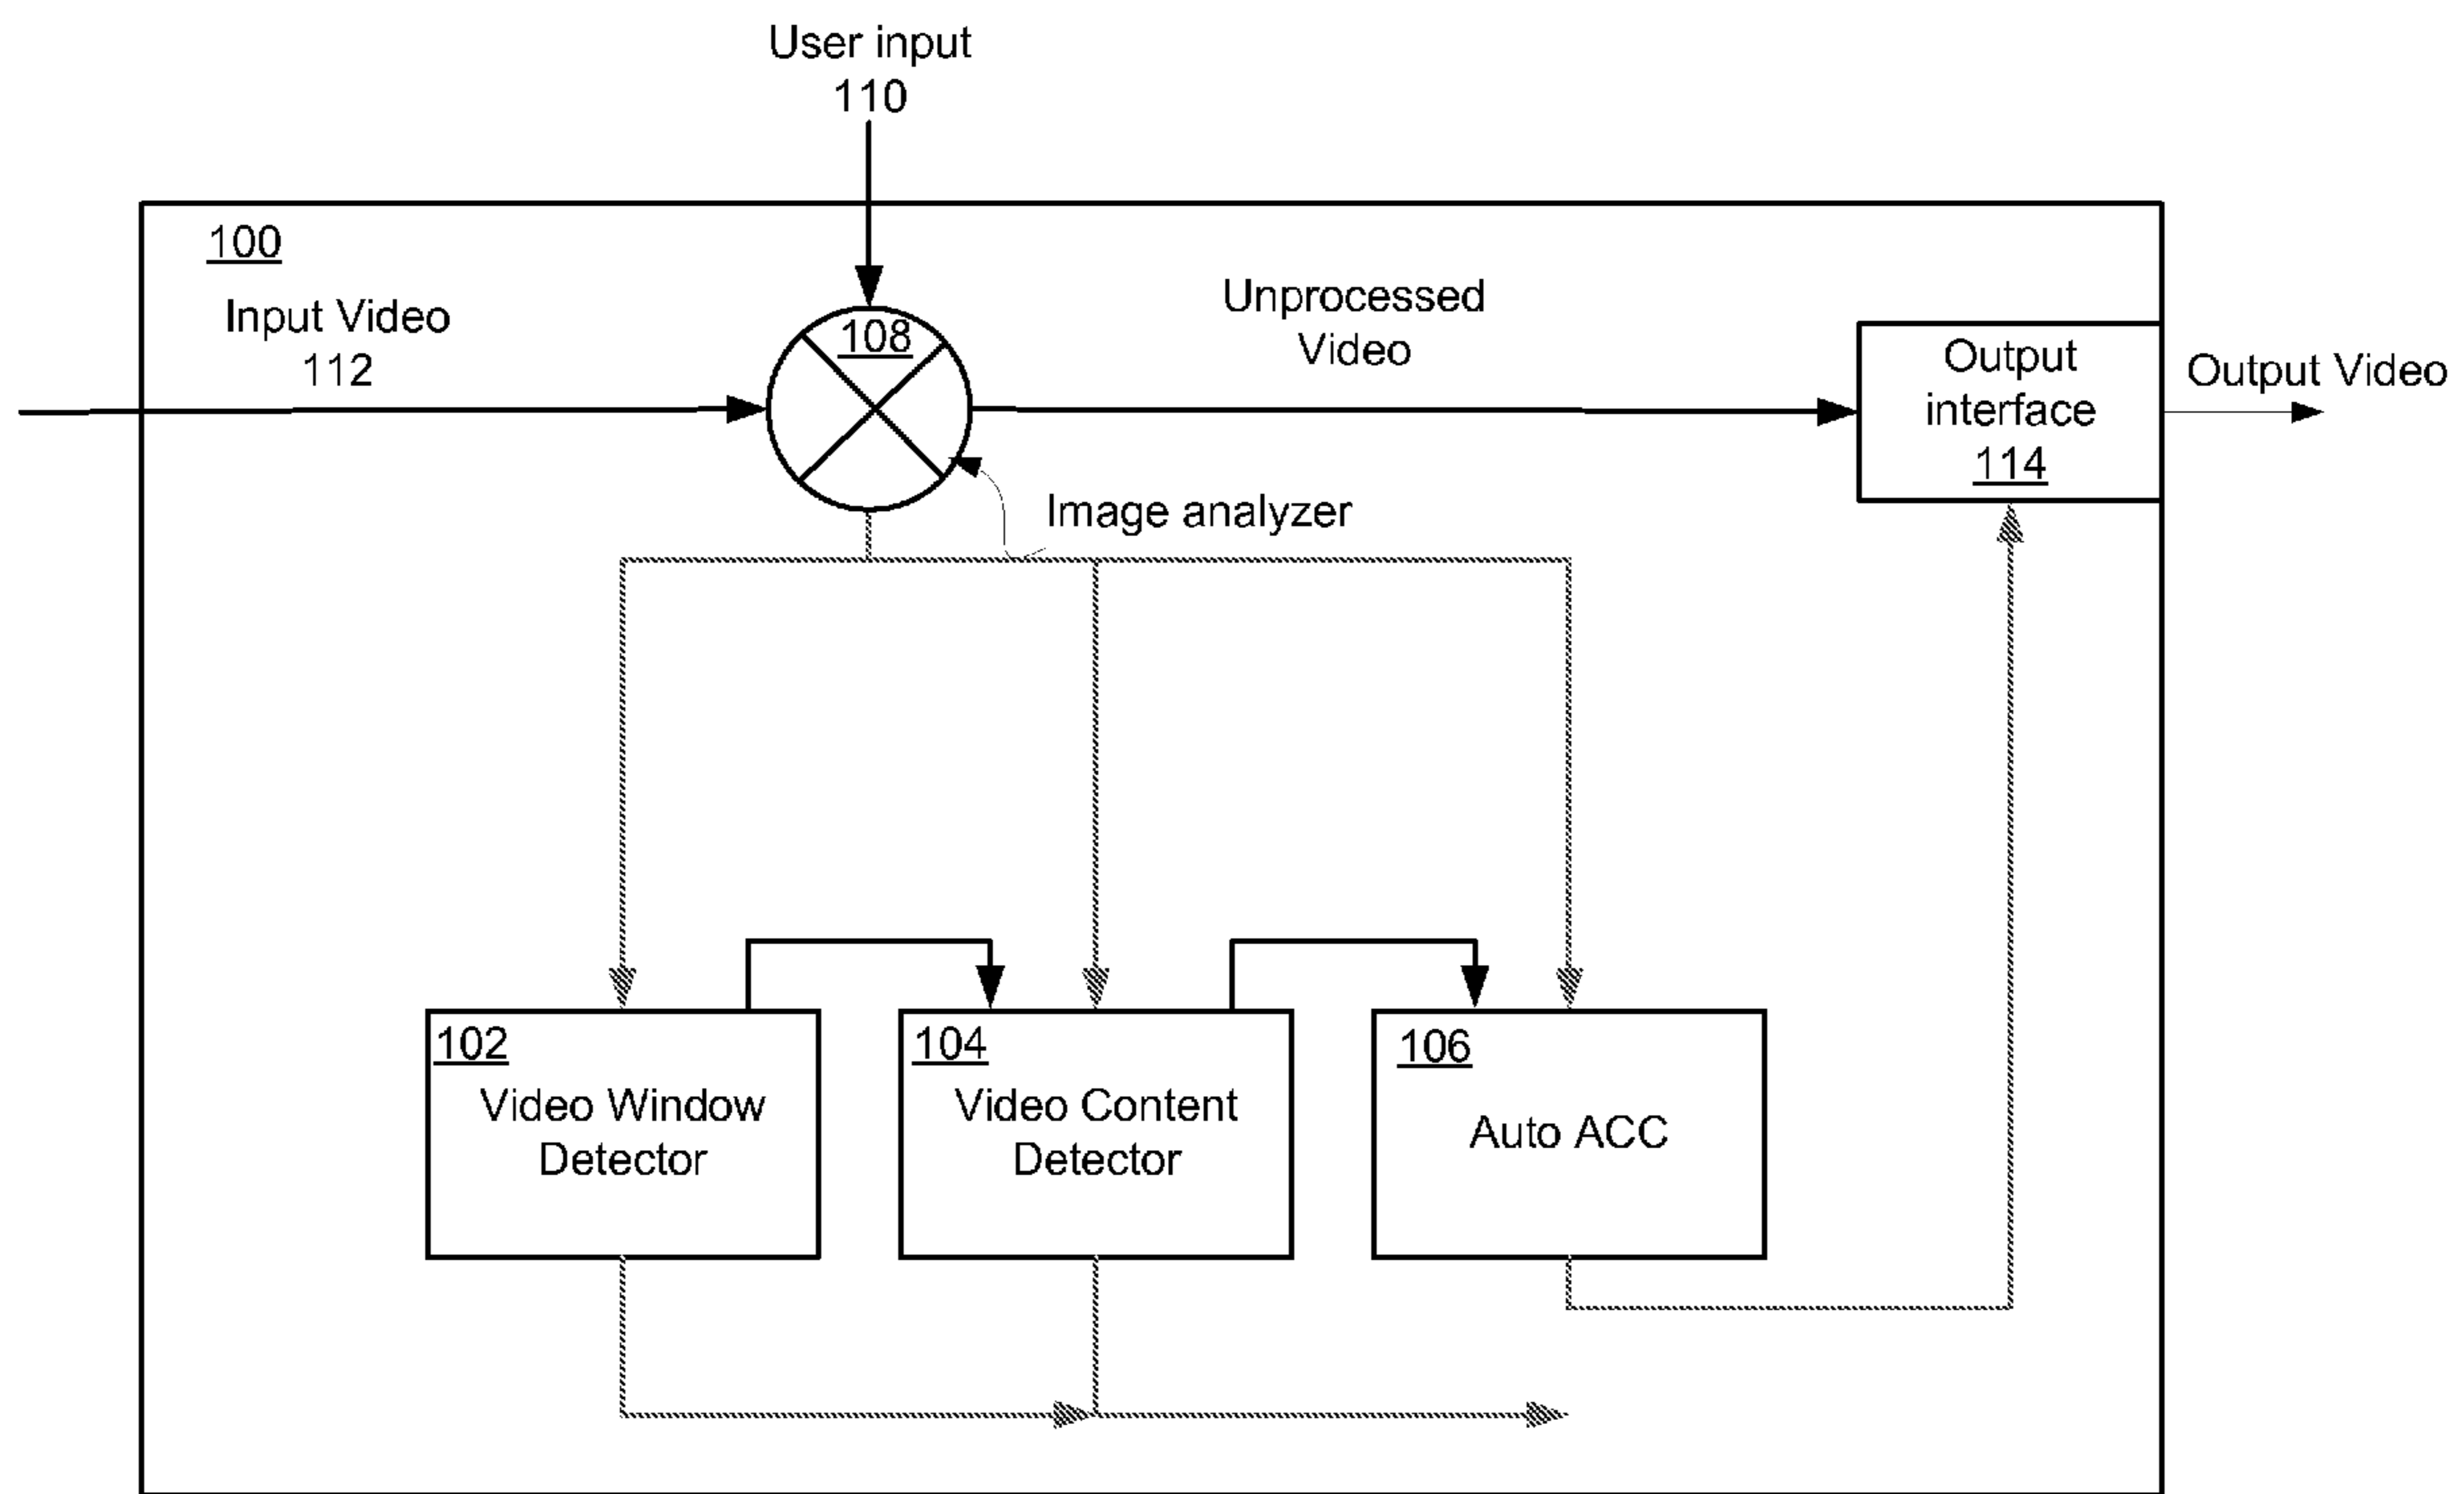 User input
110
100
Input Video
112
108
Unprocessed
Video
Output
interface
114
Output Video
Image analyzer
102
Video Window
Detector
104
Video Content
Detector
106
Auto ACC